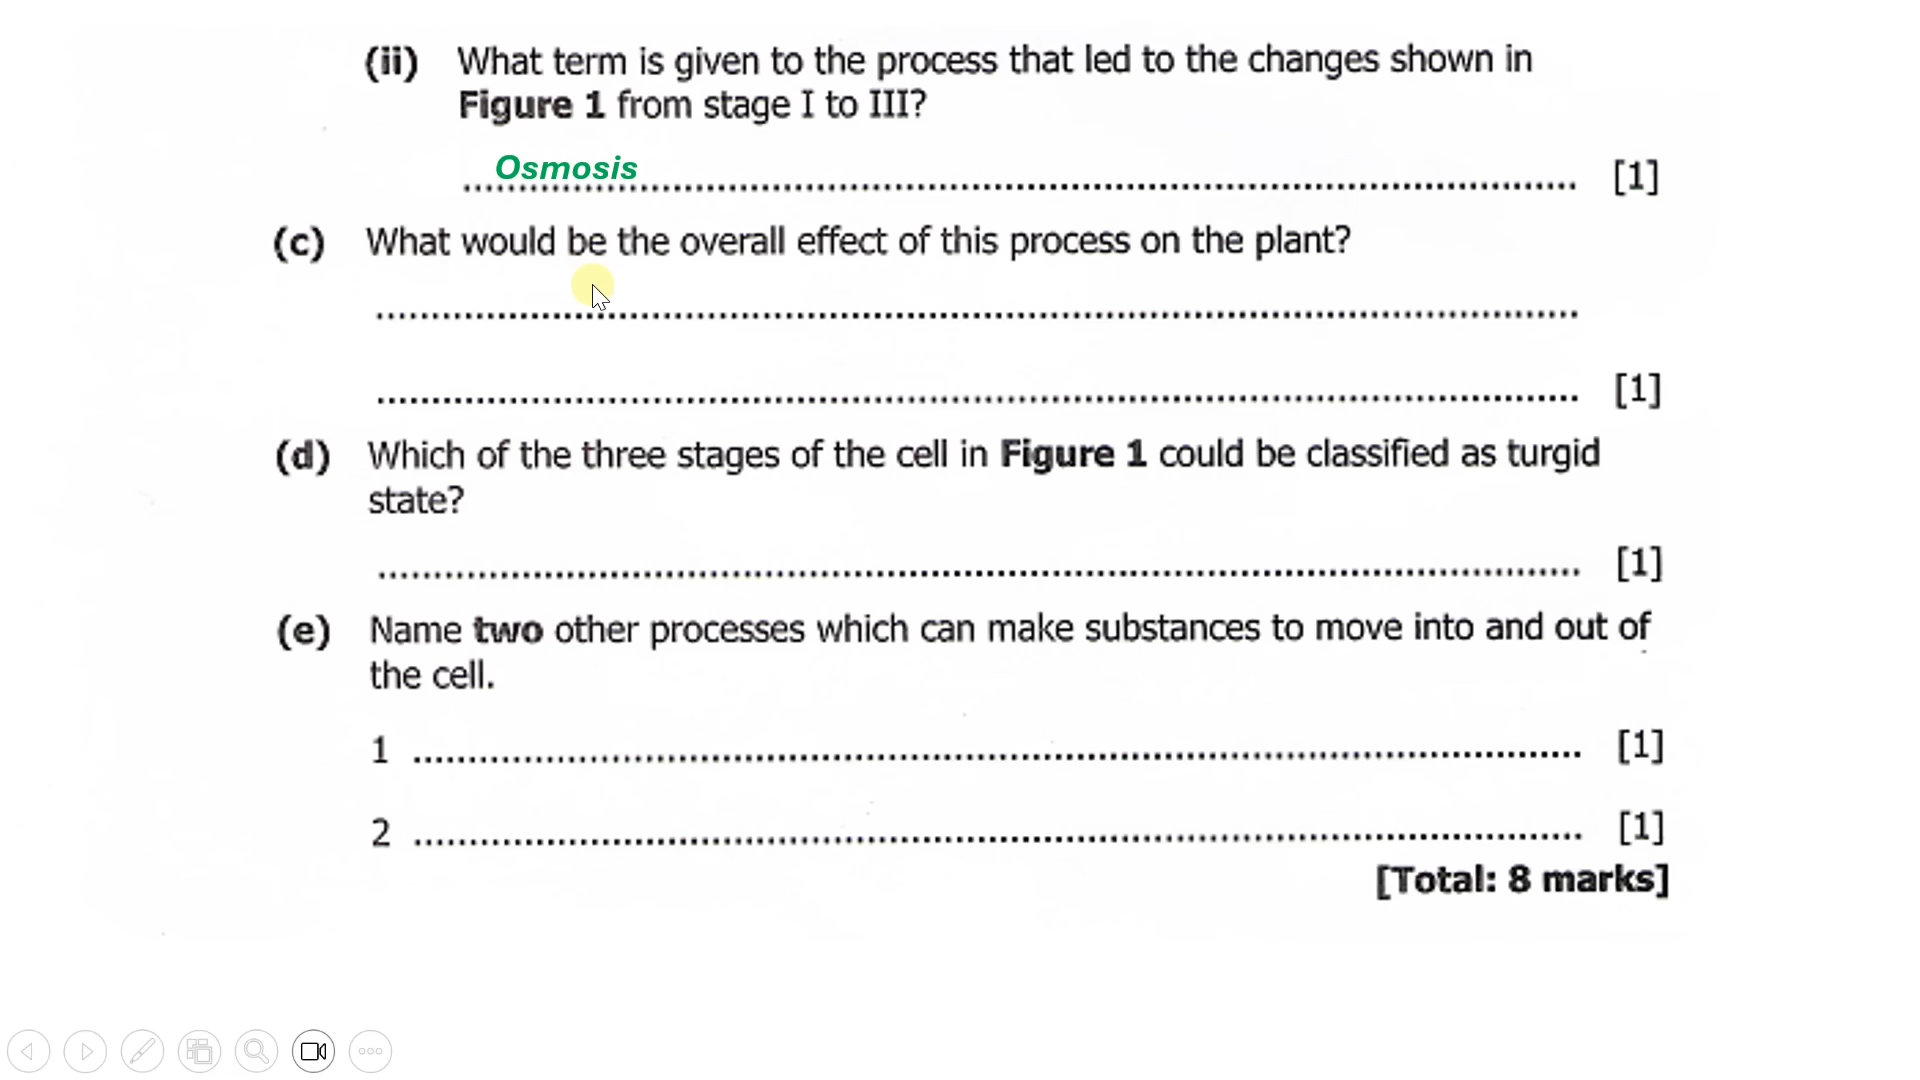 (ii) What term is given to the process that led to the changes shown in
Figure 1 from stage I to III?
Osmosis
[1]
(c) What would be the overall effect of this process on the plant?
[1]
(d) Which of the three stages of the cell in Figure 1 could be classified as turgid
state?
[1]
(e) Name two other processes which can make substances to move into and out of
the cell.
1 [1]
2 [1]
[Total: 8 marks]